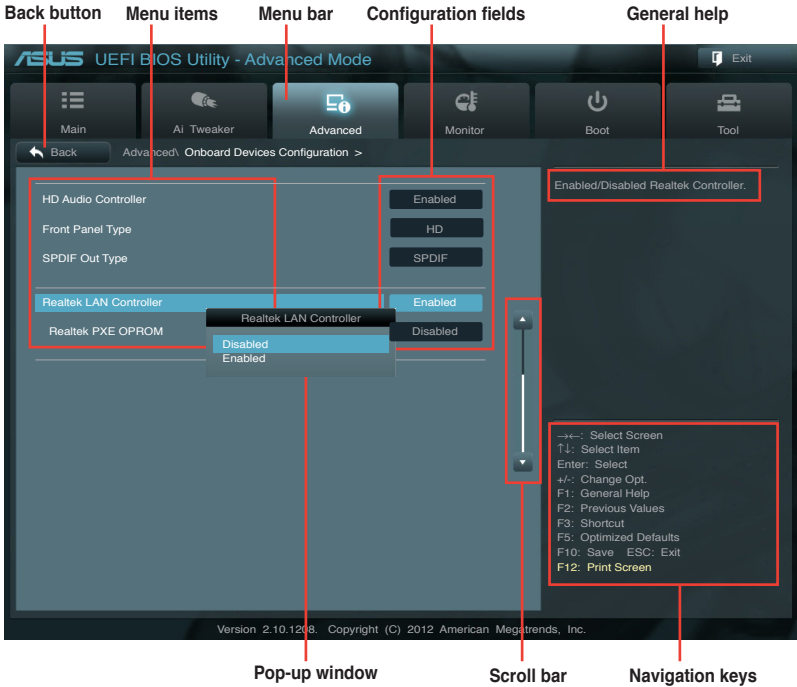 Back button Menu items Menu bar Configuration fields General help
ASUS UEFI BIOS Utility - Advanced Mode
Exit
Main Ai Tweaker Advanced Monitor Boot Tool
Back Advanced\ Onboard Devices Configuration >
HD Audio Controller Enabled
Front Panel Type HD
SPDIF Out Type SPDIF
Realtek LAN Controller Enabled
Realtek PXE OPROM Disabled
Realtek LAN Controller
Disabled
Enabled
Enabled/Disabled Realtek Controller.
→←: Select Screen
↑↓: Select Item
Enter: Select
+/-: Change Opt.
F1: General Help
F2: Previous Values
F3: Shortcut
F5: Optimized Defaults
F10: Save ESC: Exit
F12: Print Screen
Version 2.10.1208. Copyright (C) 2012 American Megatrends, Inc.
Pop-up window Scroll bar Navigation keys